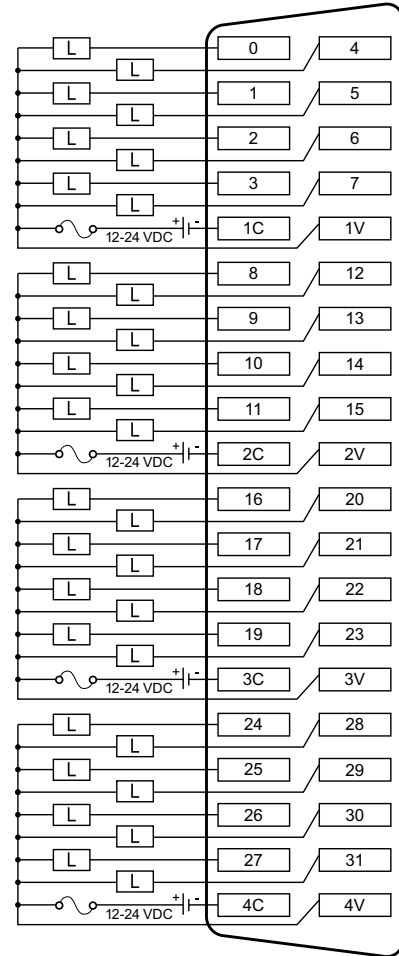 L 0 4
L
L 1 5
L
L 2 6
L
L 3 7
L
12-24 VDC + - 1C 1V
L 8 12
L
L 9 13
L
L 10 14
L
L 11 15
L
12-24 VDC + - 2C 2V
L 16 20
L
L 17 21
L
L 18 22
L
L 19 23
L
12-24 VDC + - 3C 3V
L 24 28
L
L 25 29
L
L 26 30
L
L 27 31
L
12-24 VDC + - 4C 4V